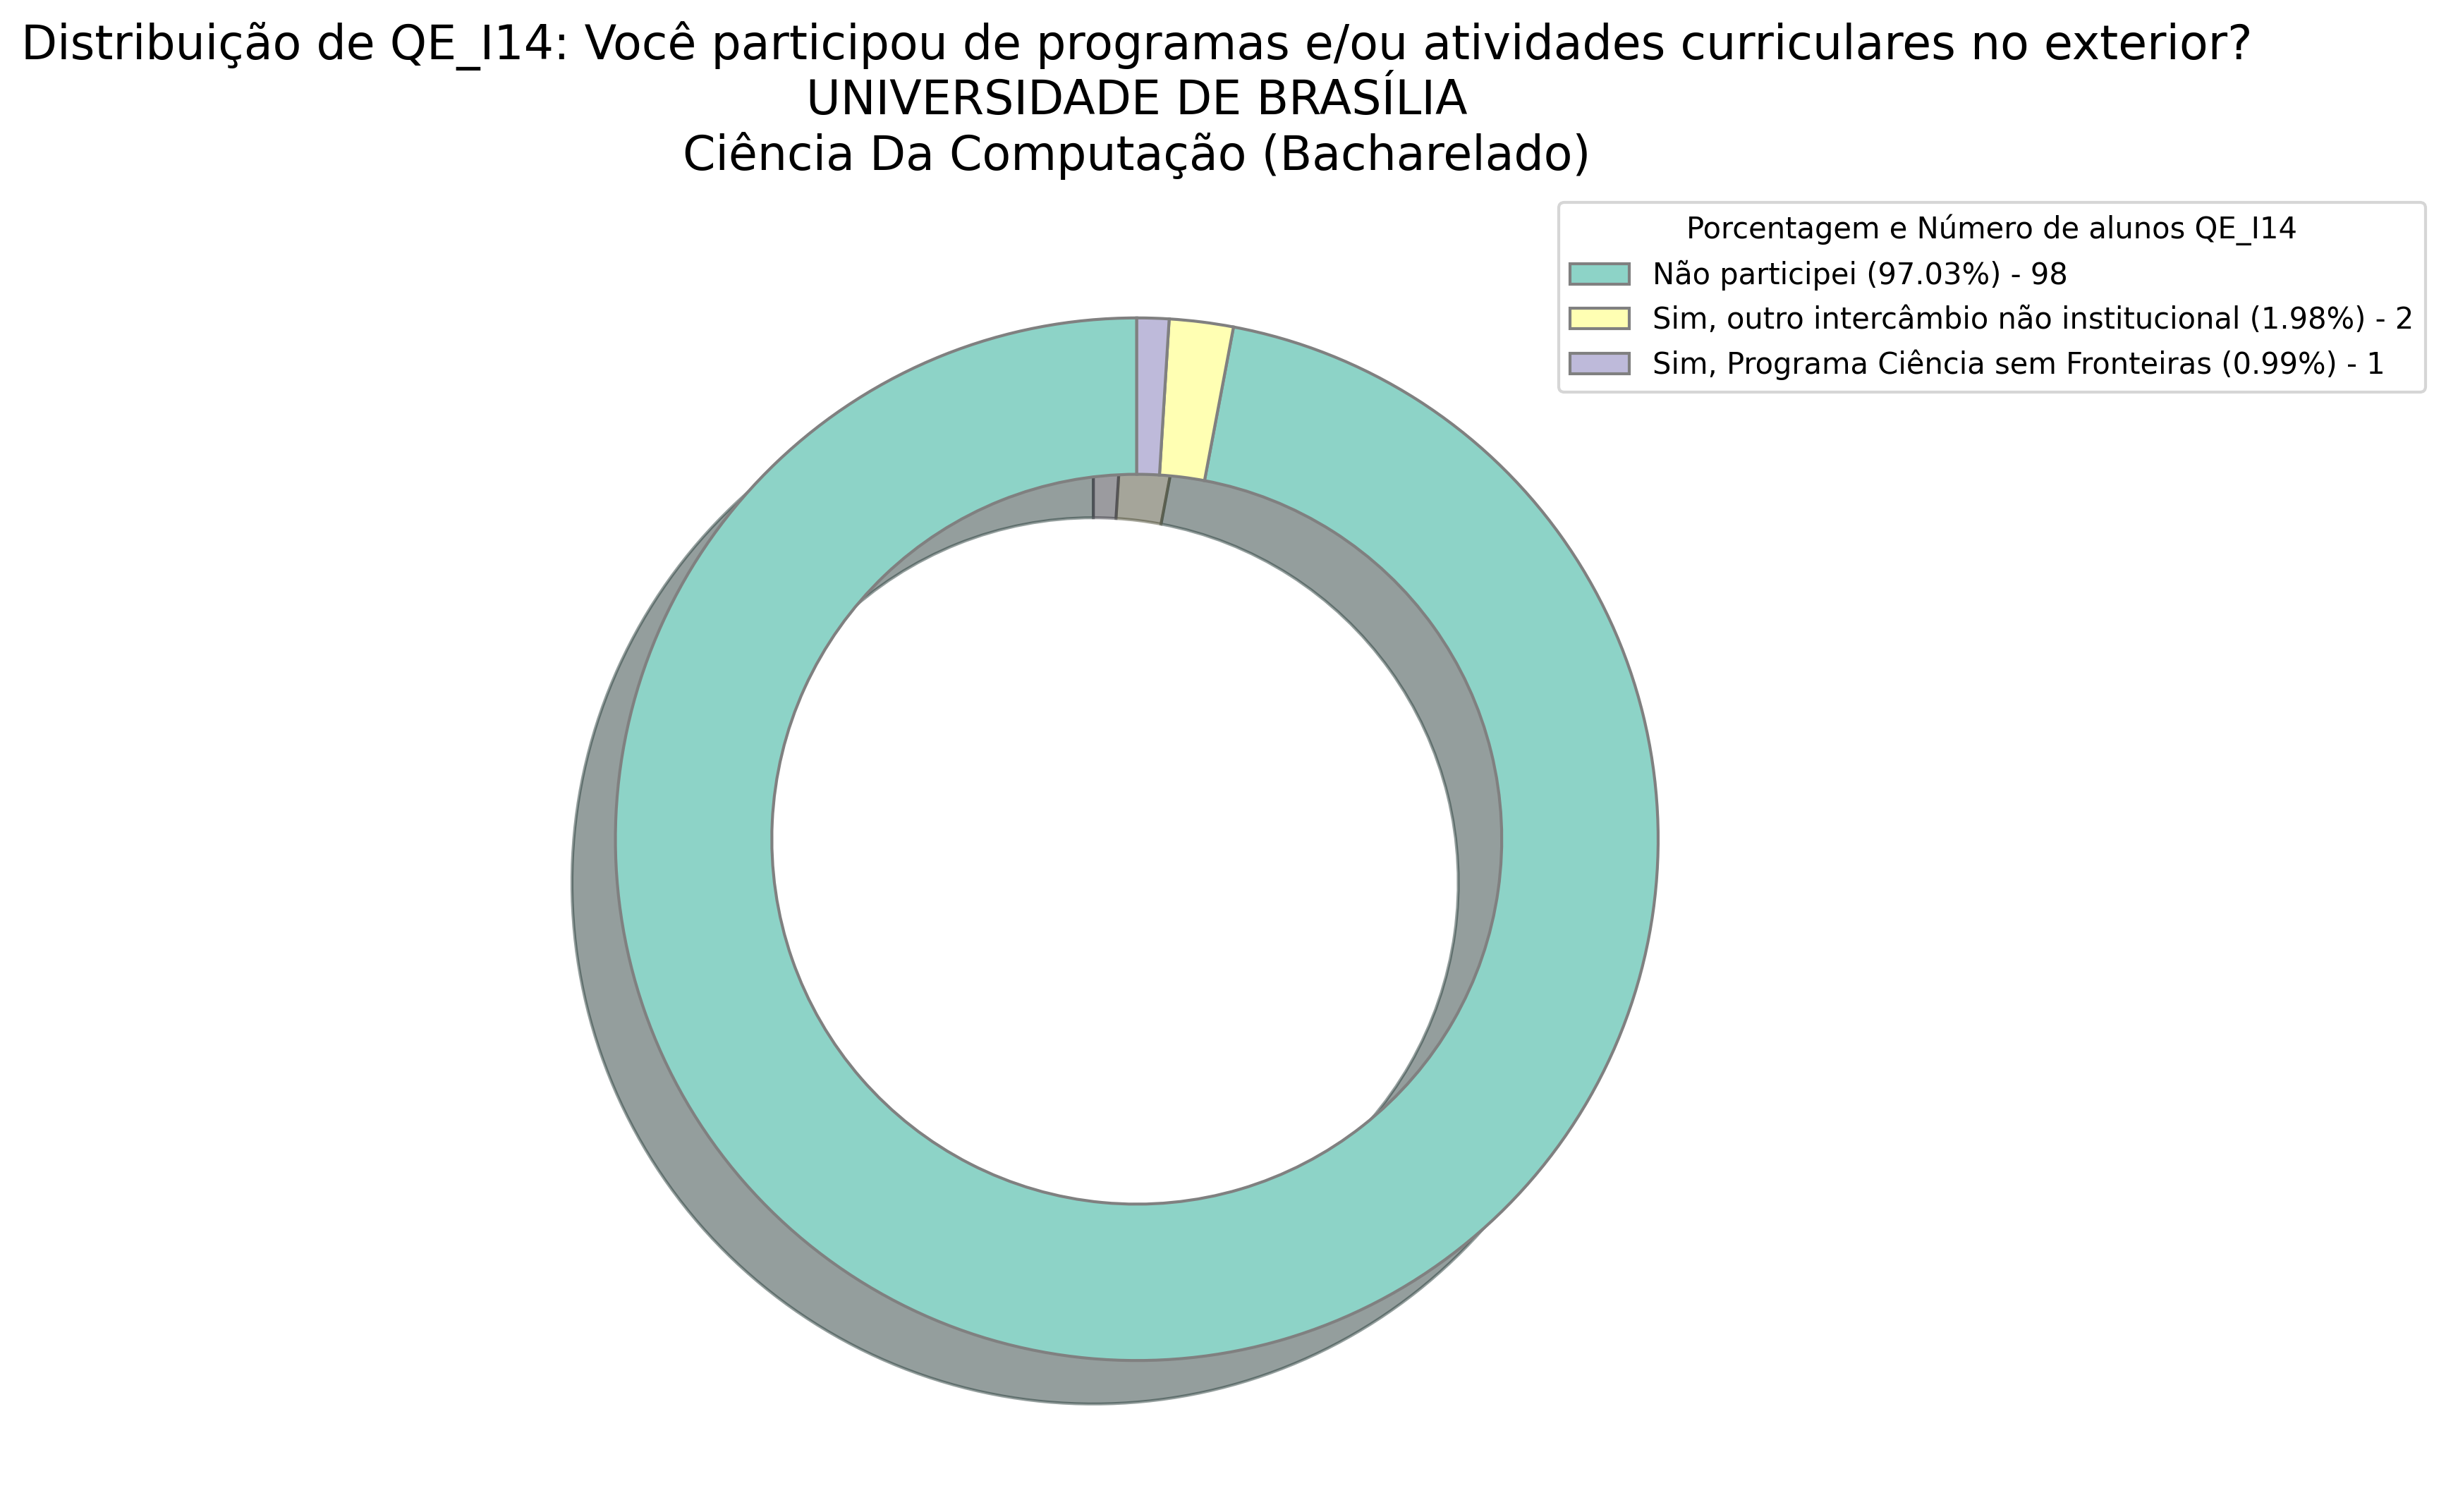 Distribuição de QE_I14: Você participou de programas e/ou atividades curriculares no exterior?
UNIVERSIDADE DE BRASÍLIA
Ciência Da Computação (Bacharelado)
Porcentagem e Número de alunos QE_I14
Não participei (97.03%) - 98
Sim, outro intercâmbio não institucional (1.98%) - 2
Sim, Programa Ciência sem Fronteiras (0.99%) - 1